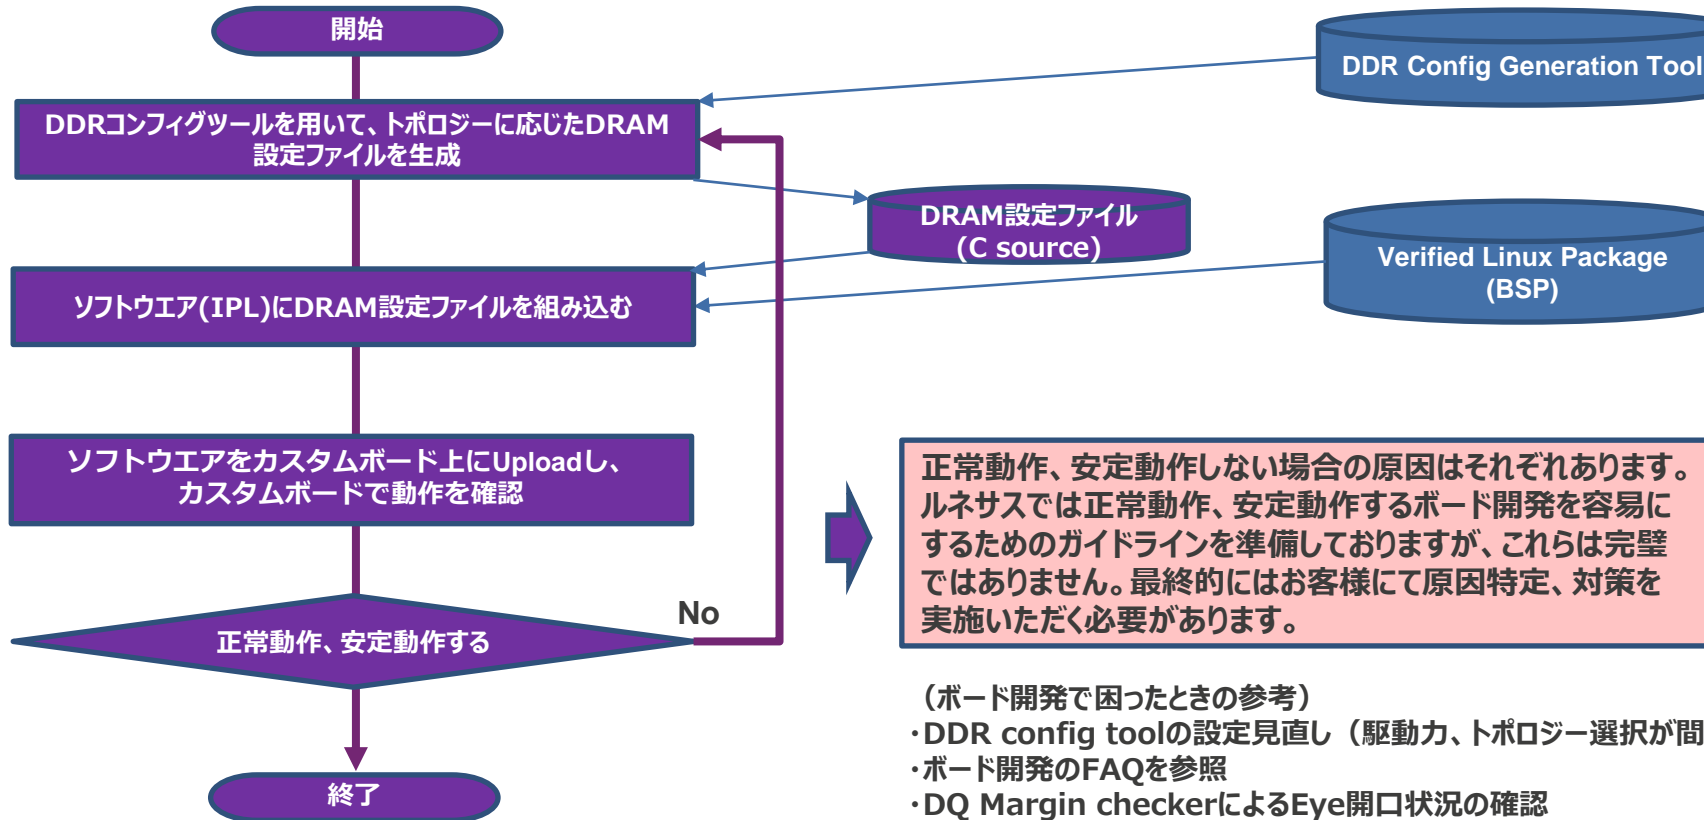 開始
DDR Config Generation Tool
DDRコンフィグツールを用いて、トポロジーに応じたDRAM
設定ファイルを生成
DRAM設定ファイル
(C source)
Verified Linux Package
(BSP)
ソフトウエア(IPL)にDRAM設定ファイルを組み込む
ソフトウエアをカスタムボード上にUploadし、
カスタムボードで動作を確認
正常動作、安定動作しない場合の原因はそれぞれあります。
ルネサスでは正常動作、安定動作するボード開発を容易に
するためのガイドラインを準備しておりますが、これらは完璧
ではありません。最終的にはお客様にて原因特定、対策を
実施いただく必要があります。
No
正常動作、安定動作する
（ボード開発で困ったときの参考）
・DDR config toolの設定見直し（駆動力、トポロジー選択が間
・ボード開発のFAQを参照
・DQ Margin checkerによるEye開口状況の確認
終了